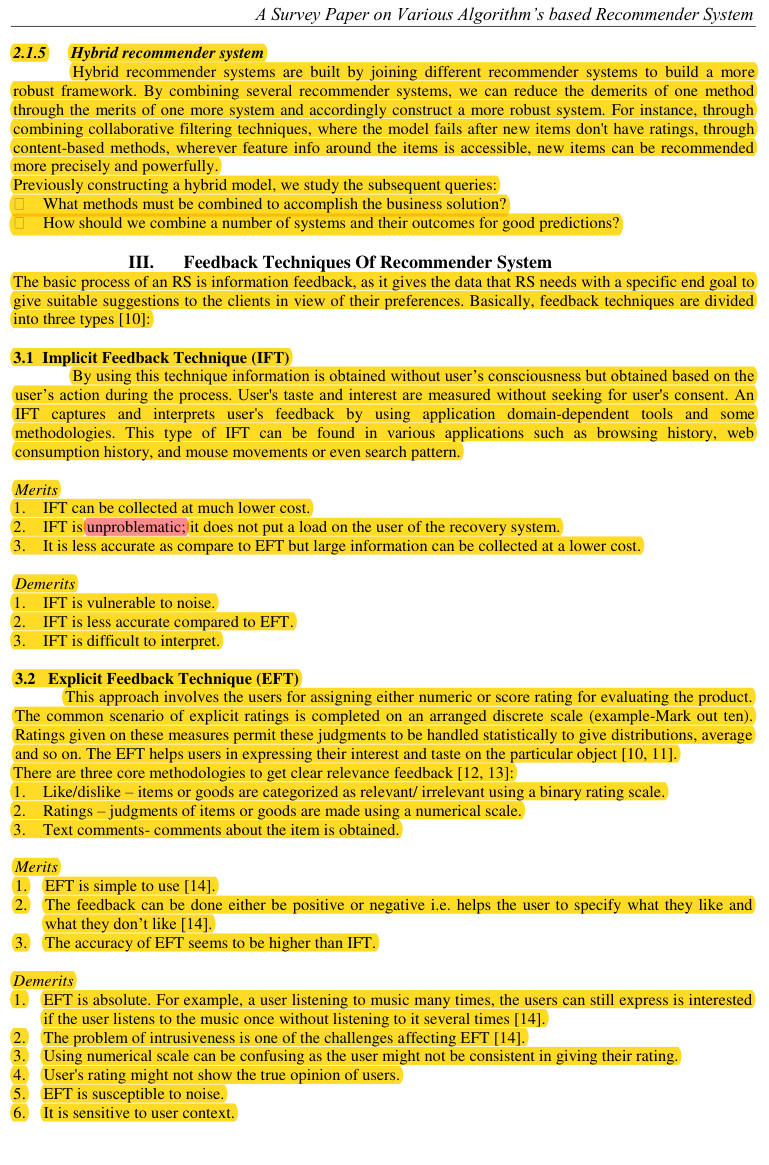 A Survey Paper on Various Algorithm's based Recommender System
2.1.5 Hybrid recommender system
Hybrid recommender systems are built by joining different recommender systems to build a more
robust framework. By combining several recommender systems, we can reduce the demerits of one method
through the merits of one more system and accordingly construct a more robust system. For instance, through
combining collaborative filtering techniques, where the model fails after new items don't have ratings, through
content-based methods, wherever feature info around the items is accessible, new items can be recommended
more precisely and powerfully.
Previously constructing a hybrid model, we study the subsequent queries:
What methods must be combined to accomplish the business solution?
How should we combine a number of systems and their outcomes for good predictions?
III. Feedback Techniques Of Recommender System
The basic process of an RS is information feedback, as it gives the data that RS needs with a specific end goal to
give suitable suggestions to the clients in view of their preferences. Basically, feedback techniques are divided
into three types [10]:
3.1 Implicit Feedback Technique (IFT)
By using this technique information is obtained without user's consciousness but obtained based on the
user's action during the process. User's taste and interest are measured without seeking for user's consent. An
IFT captures and interprets user's feedback by using application domain-dependent tools and some
methodologies. This type of IFT can be found in various applications such as browsing history, web
consumption history, and mouse movements or even search pattern.
Merits
1. IFT can be collected at much lower cost.
2. IFT is unproblematic; it does not put a load on the user of the recovery system.
3. It is less accurate as compare to EFT but large information can be collected at a lower cost.
Demerits
1. IFT is vulnerable to noise.
2. IFT is less accurate compared to EFT.
3. IFT is difficult to interpret.
3.2 Explicit Feedback Technique (EFT)
This approach involves the users for assigning either numeric or score rating for evaluating the product.
The common scenario of explicit ratings is completed on an arranged discrete scale (example-Mark out ten).
Ratings given on these measures permit these judgments to be handled statistically to give distributions, average
and so on. The EFT helps users in expressing their interest and taste on the particular object [10, 11].
There are three core methodologies to get clear relevance feedback [12, 13]:
1. Like/dislike – items or goods are categorized as relevant/ irrelevant using a binary rating scale.
2. Ratings – judgments of items or goods are made using a numerical scale.
3. Text comments- comments about the item is obtained.
Merits
1. EFT is simple to use [14].
2. The feedback can be done either be positive or negative i.e. helps the user to specify what they like and
what they don't like [14].
3. The accuracy of EFT seems to be higher than IFT.
Demerits
1. EFT is absolute. For example, a user listening to music many times, the users can still express is interested
if the user listens to the music once without listening to it several times [14].
2. The problem of intrusiveness is one of the challenges affecting EFT [14].
3. Using numerical scale can be confusing as the user might not be consistent in giving their rating.
4. User's rating might not show the true opinion of users.
5. EFT is susceptible to noise.
6. It is sensitive to user context.